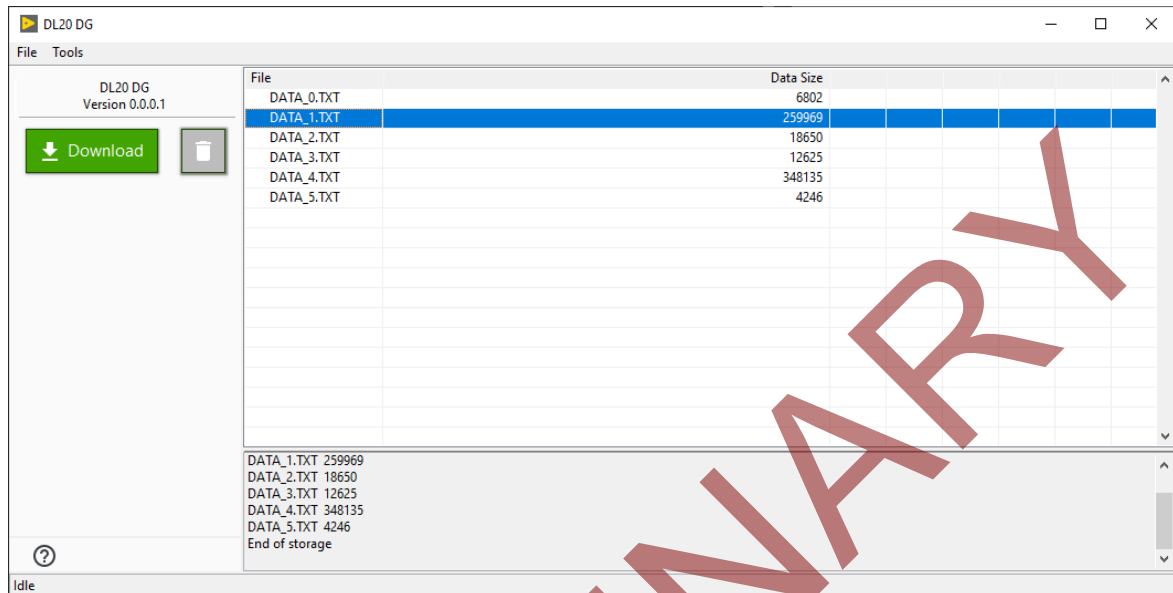 DL20 DG
File Tools
DL20 DG
Version 0.0.0.1
Download
File Data Size
DATA_0.TXT 6802
DATA_1.TXT 259969
DATA_2.TXT 18650
DATA_3.TXT 12625
DATA_4.TXT 348135
DATA_5.TXT 4246
DATA_1.TXT 259969
DATA_2.TXT 18650
DATA_3.TXT 12625
DATA_4.TXT 348135
DATA_5.TXT 4246
End of storage
Idle
NARY